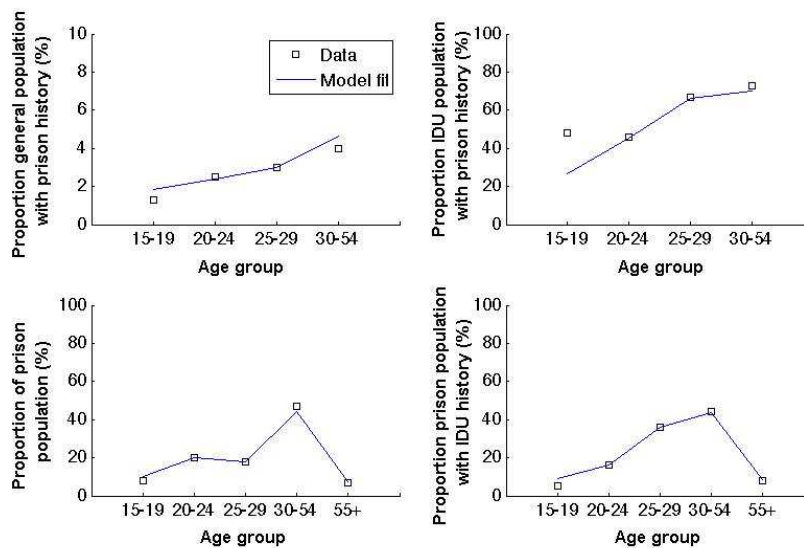 Proportion general population
with prison history (%)
10
8
6
4
2
0
Data
Model fil
15-19 20-24 25-29 30-54
Age group
Proportion IDU population
with prison history (%)
100
80
60
40
20
0
15-19 20-24 25-29 30-54
Age group
Proportion of prison
population (%)
100
80
60
40
20
0
15-19 20-24 25-29 30-54 55+
Age group
Proportion prison population
with IDU history (%)
100
80
60
40
20
0
15-19 20-24 25-29 30-54 55+
Age group